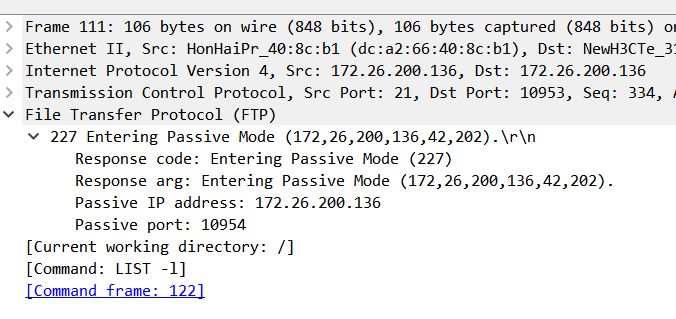 Frame 111: 106 bytes on wire (848 bits), 106 bytes captured (848 bits) on
Ethernet II, Src: HonHaiPr_40:8c:b1 (dc:a2:66:40:8c:b1), Dst: NewH3CTe_31
Internet Protocol Version 4, Src: 172.26.200.136, Dst: 172.26.200.136
Transmission Control Protocol, Src Port: 21, Dst Port: 10953, Seq: 334, A
File Transfer Protocol (FTP)
227 Entering Passive Mode (172,26,200,136,42,202).\r\n
Response code: Entering Passive Mode (227)
Response arg: Entering Passive Mode (172,26,200,136,42,202).
Passive IP address: 172.26.200.136
Passive port: 10954
[Current working directory: /]
[Command: LIST -l]
[Command frame: 122]